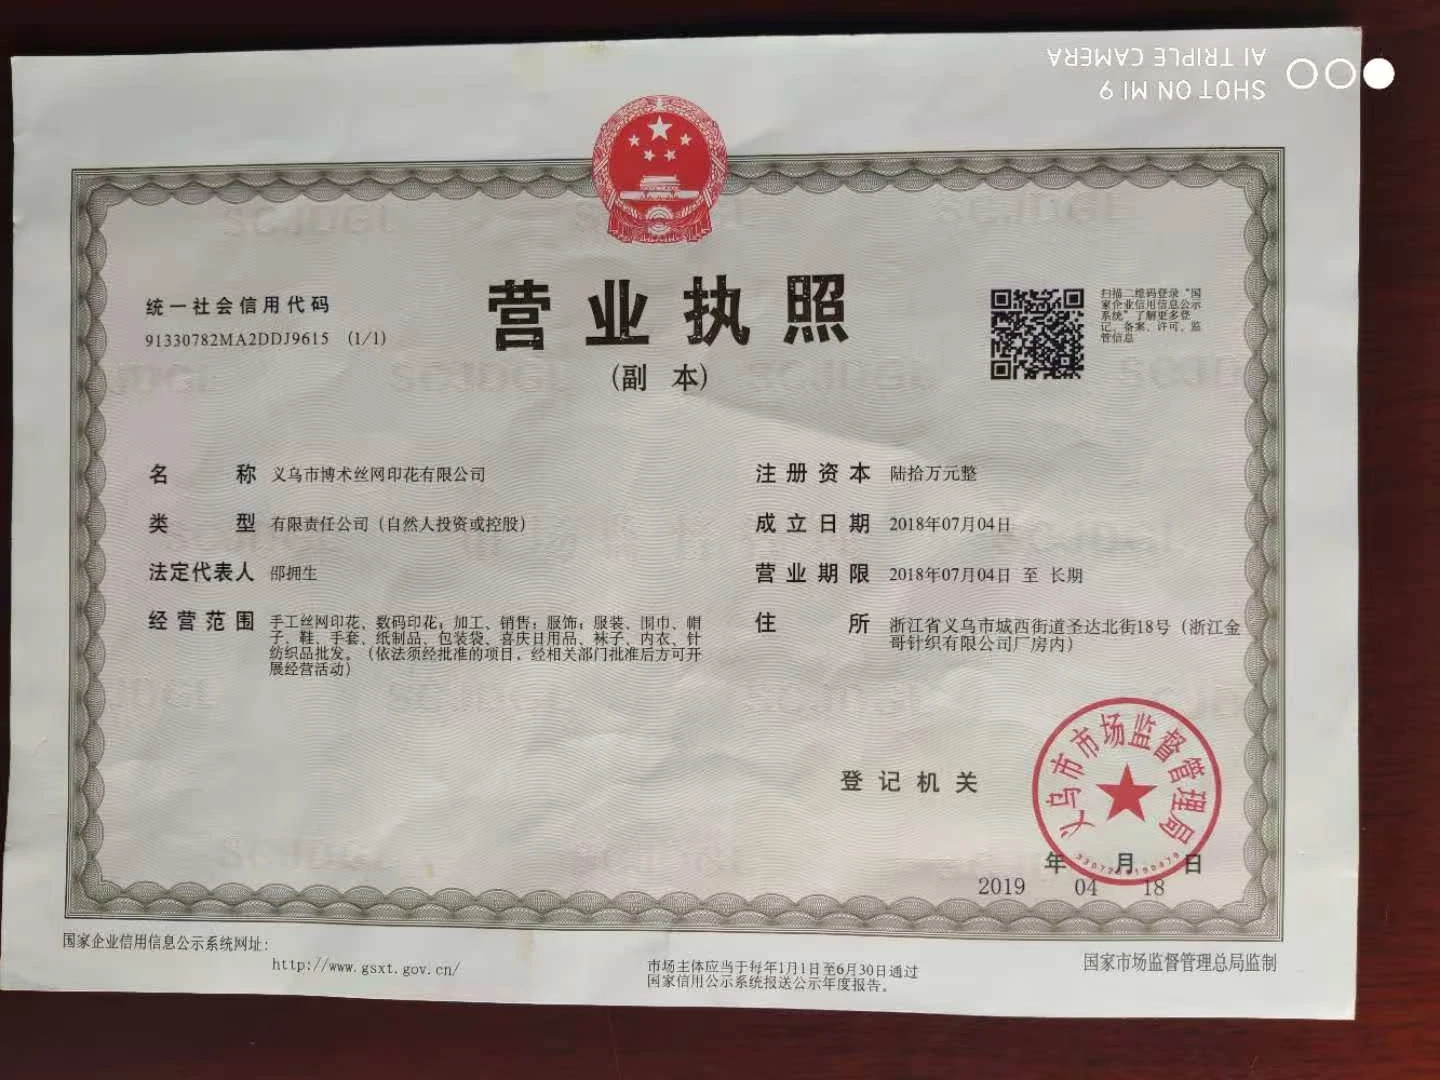 AI TRIPLE CAMERA
SHOT ON MI 9
营业执照
(副 本)
统一社会信用代码
91330782MA2DDJ9615 (1/1)
扫描二维码登录“国
家企业信用信息公示
系统”了解更多登
记、备案、许可、监
管信息
名 称 义乌市博术丝网印花有限公司
类 型 有限责任公司（自然人投资或控股）
法定代表人 邵拥生
经营范围 手工丝网印花、数码印花；加工、销售：服饰；服装、围巾、帽
子、鞋、手套、纸制品、包装袋、喜庆日用品、袜子、内衣、针
纺织品批发。（依法须经批准的项目，经相关部门批准后方可开
展经营活动）
注册资本 陆拾万元整
成立日期 2018年07月04日
营业期限 2018年07月04日 至 长期
住 所 浙江省义乌市城西街道圣达北街18号（浙江金
哥针织有限公司厂房内）
登记机关
义乌市市场监督管理局
年 月 日
2019 04 18
国家企业信用信息公示系统网址：
http://www.gsxt.gov.cn/
市场主体应当于每年1月1日至6月30日通过
国家信用公示系统报送公示年度报告。
国家市场监督管理总局监制